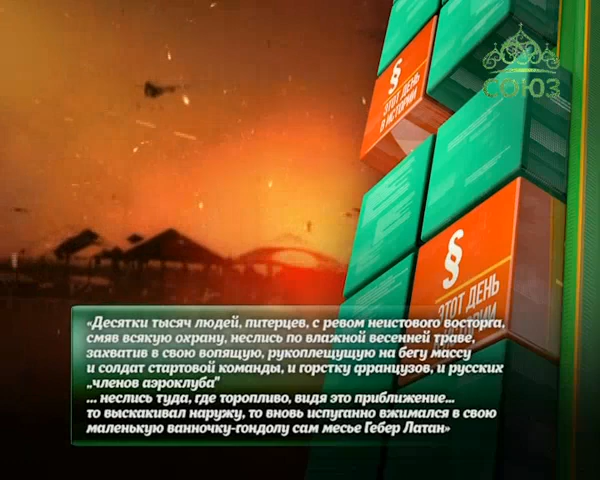 СОЮЗ
§
ЭТОТ ДЕНЬ
В ИСТОРИИ
§
ЭТОТ ДЕНЬ
В ИСТОРИИ
«Десятки тысяч людей, питерцев, с ревом неистового восторга,
смяв всякую охрану, неслись по влажной весенней траве,
захватив в свою вопящую, рукоплещущую на бегу массу
и солдат стартовой команды, и горстку французов, и русских
„членов аэроклуба"
... неслись туда, где торопливо, видя это приближение...
то выскакивал наружу, то вновь испуганно вжимался в свою
маленькую ванночку-гондолу сам месье Гебер Латан»